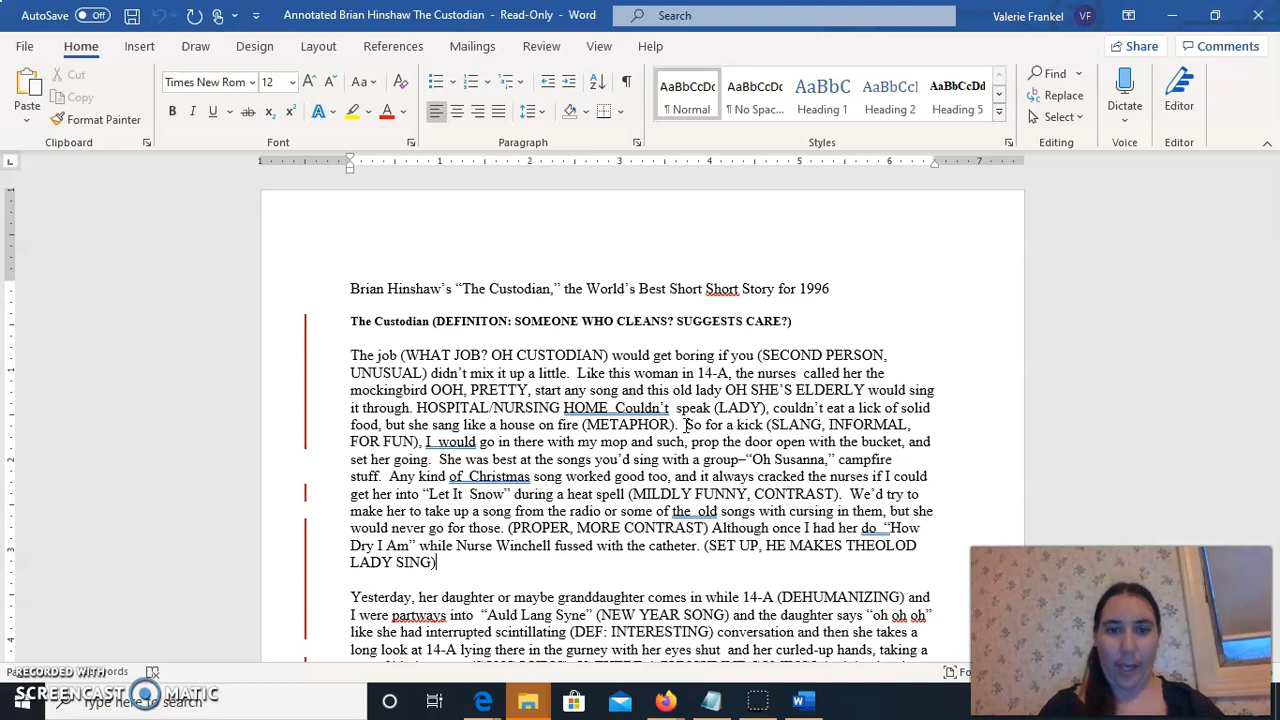 AutoSave Off
Annotated Brian Hinshaw The Custodian - Read-Only - Word
Search
Valerie Frankel VF
File Home Insert Draw Design Layout References Mailings Review View Help
Share Comments
Paste
Cut
Copy
Format Painter
Clipboard
Times New Rom 12
Font
Paragraph
AaBbCcDc AaBbCcDc AaBbC AaBbCcI AaBbCcDc
¶ Normal ¶ No Spac... Heading 1 Heading 2 Heading 5
Styles
Find
Replace
Select
Editing
Dictate
Voice
Editor
Editor
1 1 2 3 4 5 6 7
Brian Hinshaw’s “The Custodian,” the World’s Best Short Short Story for 1996
The Custodian (DEFINITON: SOMEONE WHO CLEANS? SUGGESTS CARE?)
The job (WHAT JOB? OH CUSTODIAN) would get boring if you (SECOND PERSON,
UNUSUAL) didn’t mix it up a little. Like this woman in 14-A, the nurses called her the
mockingbird OOH, PRETTY, start any song and this old lady OH SHE’S ELDERLY would sing
it through. HOSPITAL/NURSING HOME Couldn’t speak (LADY), couldn’t eat a lick of solid
food, but she sang like a house on fire (METAPHOR). So for a kick (SLANG, INFORMAL,
FOR FUN), I would go in there with my mop and such, prop the door open with the bucket, and
set her going. She was best at the songs you’d sing with a group–“Oh Susanna,” campfire
stuff. Any kind of Christmas song worked good too, and it always cracked the nurses if I could
get her into “Let It Snow” during a heat spell (MILDLY FUNNY, CONTRAST). We’d try to
make her to take up a song from the radio or some of the old songs with cursing in them, but she
would never go for those. (PROPER, MORE CONTRAST) Although once I had her do “How
Dry I Am” while Nurse Winchell fussed with the catheter. (SET UP, HE MAKES THEOLOD
LADY SING)
Yesterday, her daughter or maybe granddaughter comes in while 14-A (DEHUMANIZING) and
I were partways into “Auld Lang Syne” (NEW YEAR SONG) and the daughter says “oh oh oh”
like she had interrupted scintillating (DEF: INTERESTING) conversation and then she takes a
long look at 14-A lying there in the gurney with her eyes shut and her curled-up hands, taking a
RECORDED WITH
SCREENCAST MATIC
Type here to search